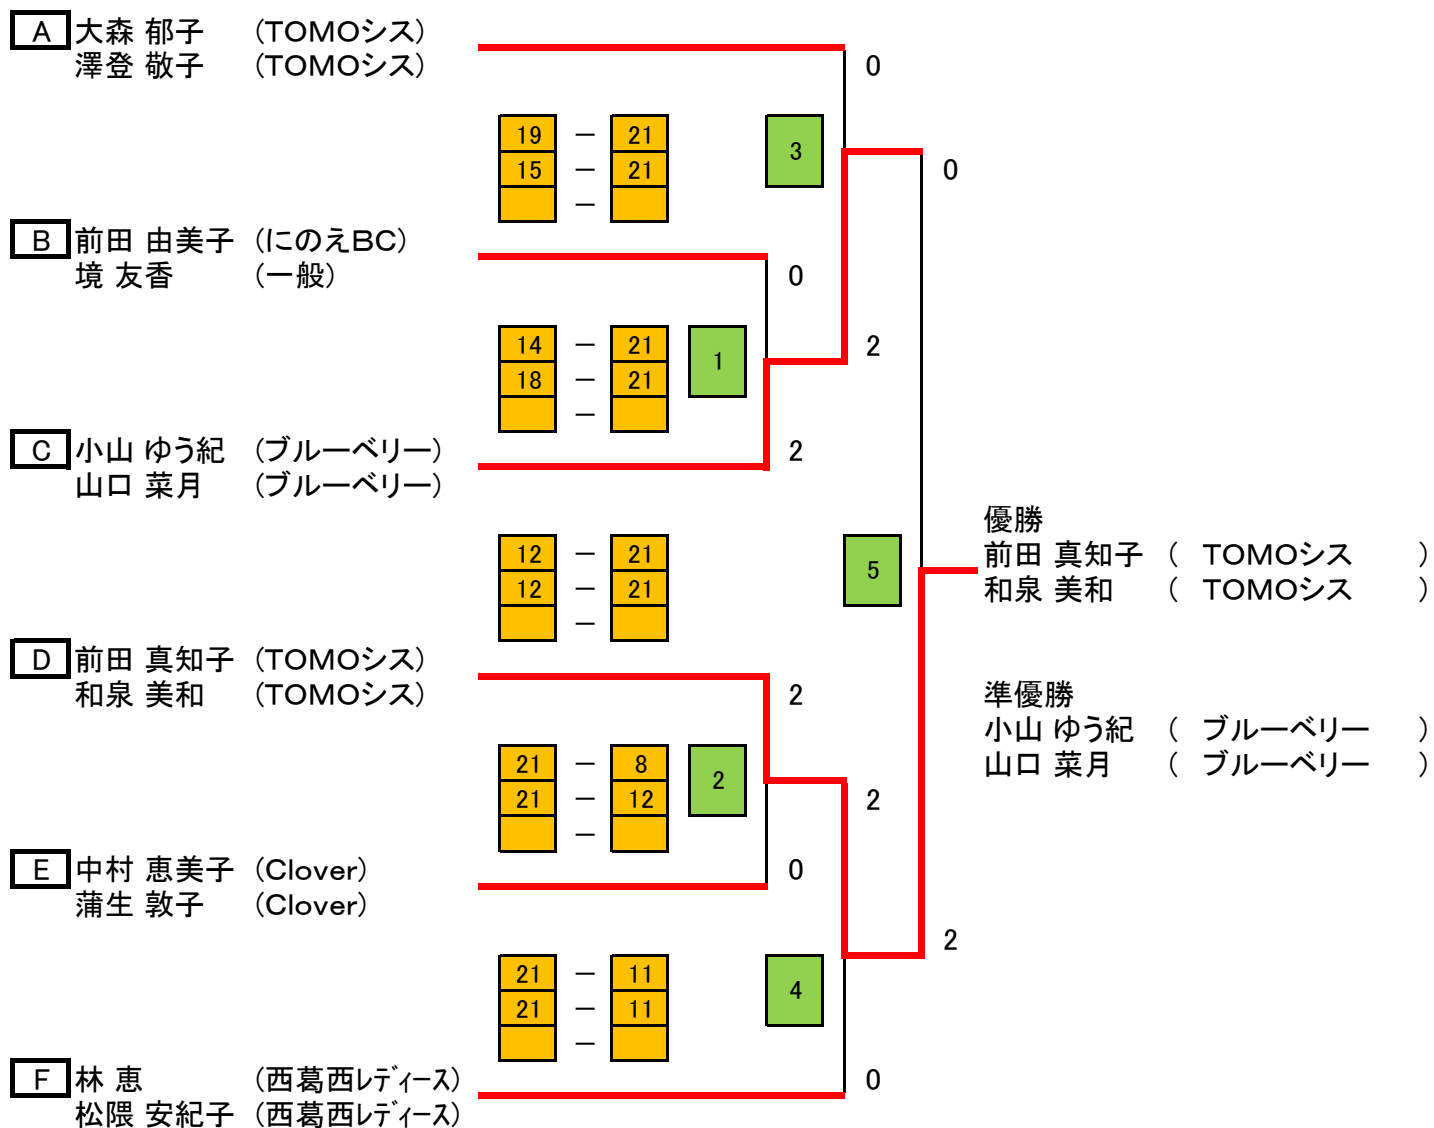 A 大森 郁子 (TOMOシス)
澤登 敬子 (TOMOシス)
0
19 － 21
3
15 － 21
－
0
B 前田 由美子 (にのえBC)
境 友香 (一般)
0
14 － 21
1
2
18 － 21
－
C 小山 ゆう紀 (ブルーベリー)
2
山口 菜月 (ブルーベリー)
12 － 21
5
12 － 21
－
優勝
前田 真知子 ( TOMOシス )
和泉 美和 ( TOMOシス )
D 前田 真知子 (TOMOシス)
和泉 美和 (TOMOシス)
2
準優勝
小山 ゆう紀 ( ブルーベリー )
山口 菜月 ( ブルーベリー )
21 － 8
2
21 － 12
2
－
E 中村 恵美子 (Clover)
0
蒲生 敦子 (Clover)
2
21 － 11
4
21 － 11
－
F 林 恵 (西葛西レディース)
0
松隈 安紀子 (西葛西レディース)